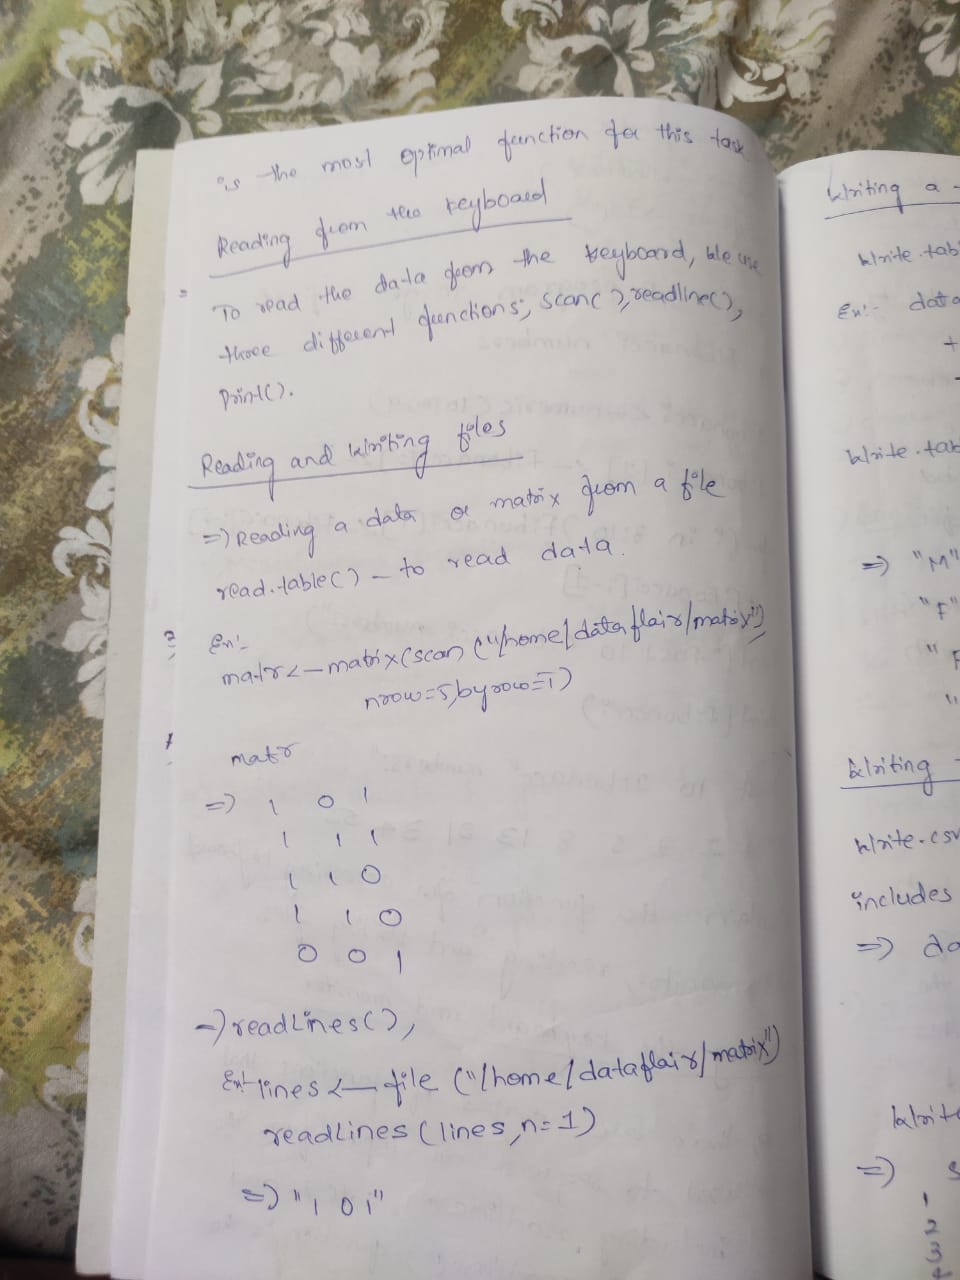 is the most optimal function for this task
Reading from the keyboard
To read the data from the keyboard, we use
three different functions; scan(), readline(),
print().
Reading and writing files
=> Reading a data or matrix from a file
read.table() - to read data.
Ex:-
matr <- matrix(scan ("/home/dataflair/matrix")
nrow=5, byrow=T)
matr
=> 1 0 1
1 1 1
1 1 0
1 1 0
0 0 1
=> readLines(),
Ex:- lines <- file ("/home/dataflair/matrix")
readLines (lines, n=1)
=> "1 0 1"
Writing a
Write.tab
Ex:- data
+
Write.tab
=> "M"
"F"
"
"
Writing
Write.csv
includes
=> da
Write
=> s
1
2
3
4